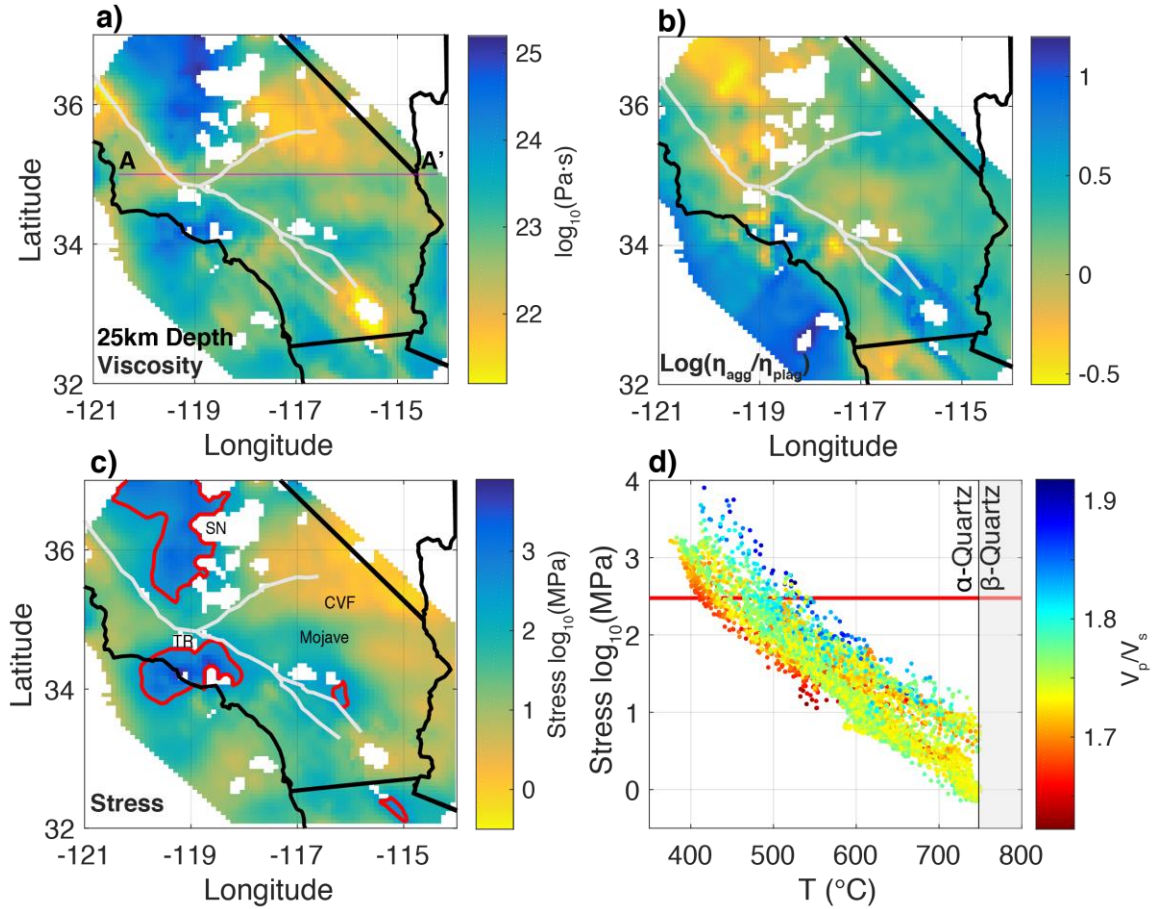 a)
25
24
23
22
log₁₀(Pa·s)
36
34
32
Latitude
-121
-119
-117
-115
Longitude
A
A'
25km Depth
Viscosity
b)
1
0.5
0
-0.5
36
34
32
-121
-119
-117
-115
Longitude
Log(ηagg/ηplag)
c)
3
2
1
0
Stress log₁₀(MPa)
36
34
32
Latitude
-121
-119
-117
-115
Longitude
SN
CVF
TR
Mojave
Stress
d)
4
3
2
1
0
Stress log₁₀(MPa)
400
500
600
700
800
T (°C)
α-Quartz
β-Quartz
1.9
1.8
1.7
Vp/Vs